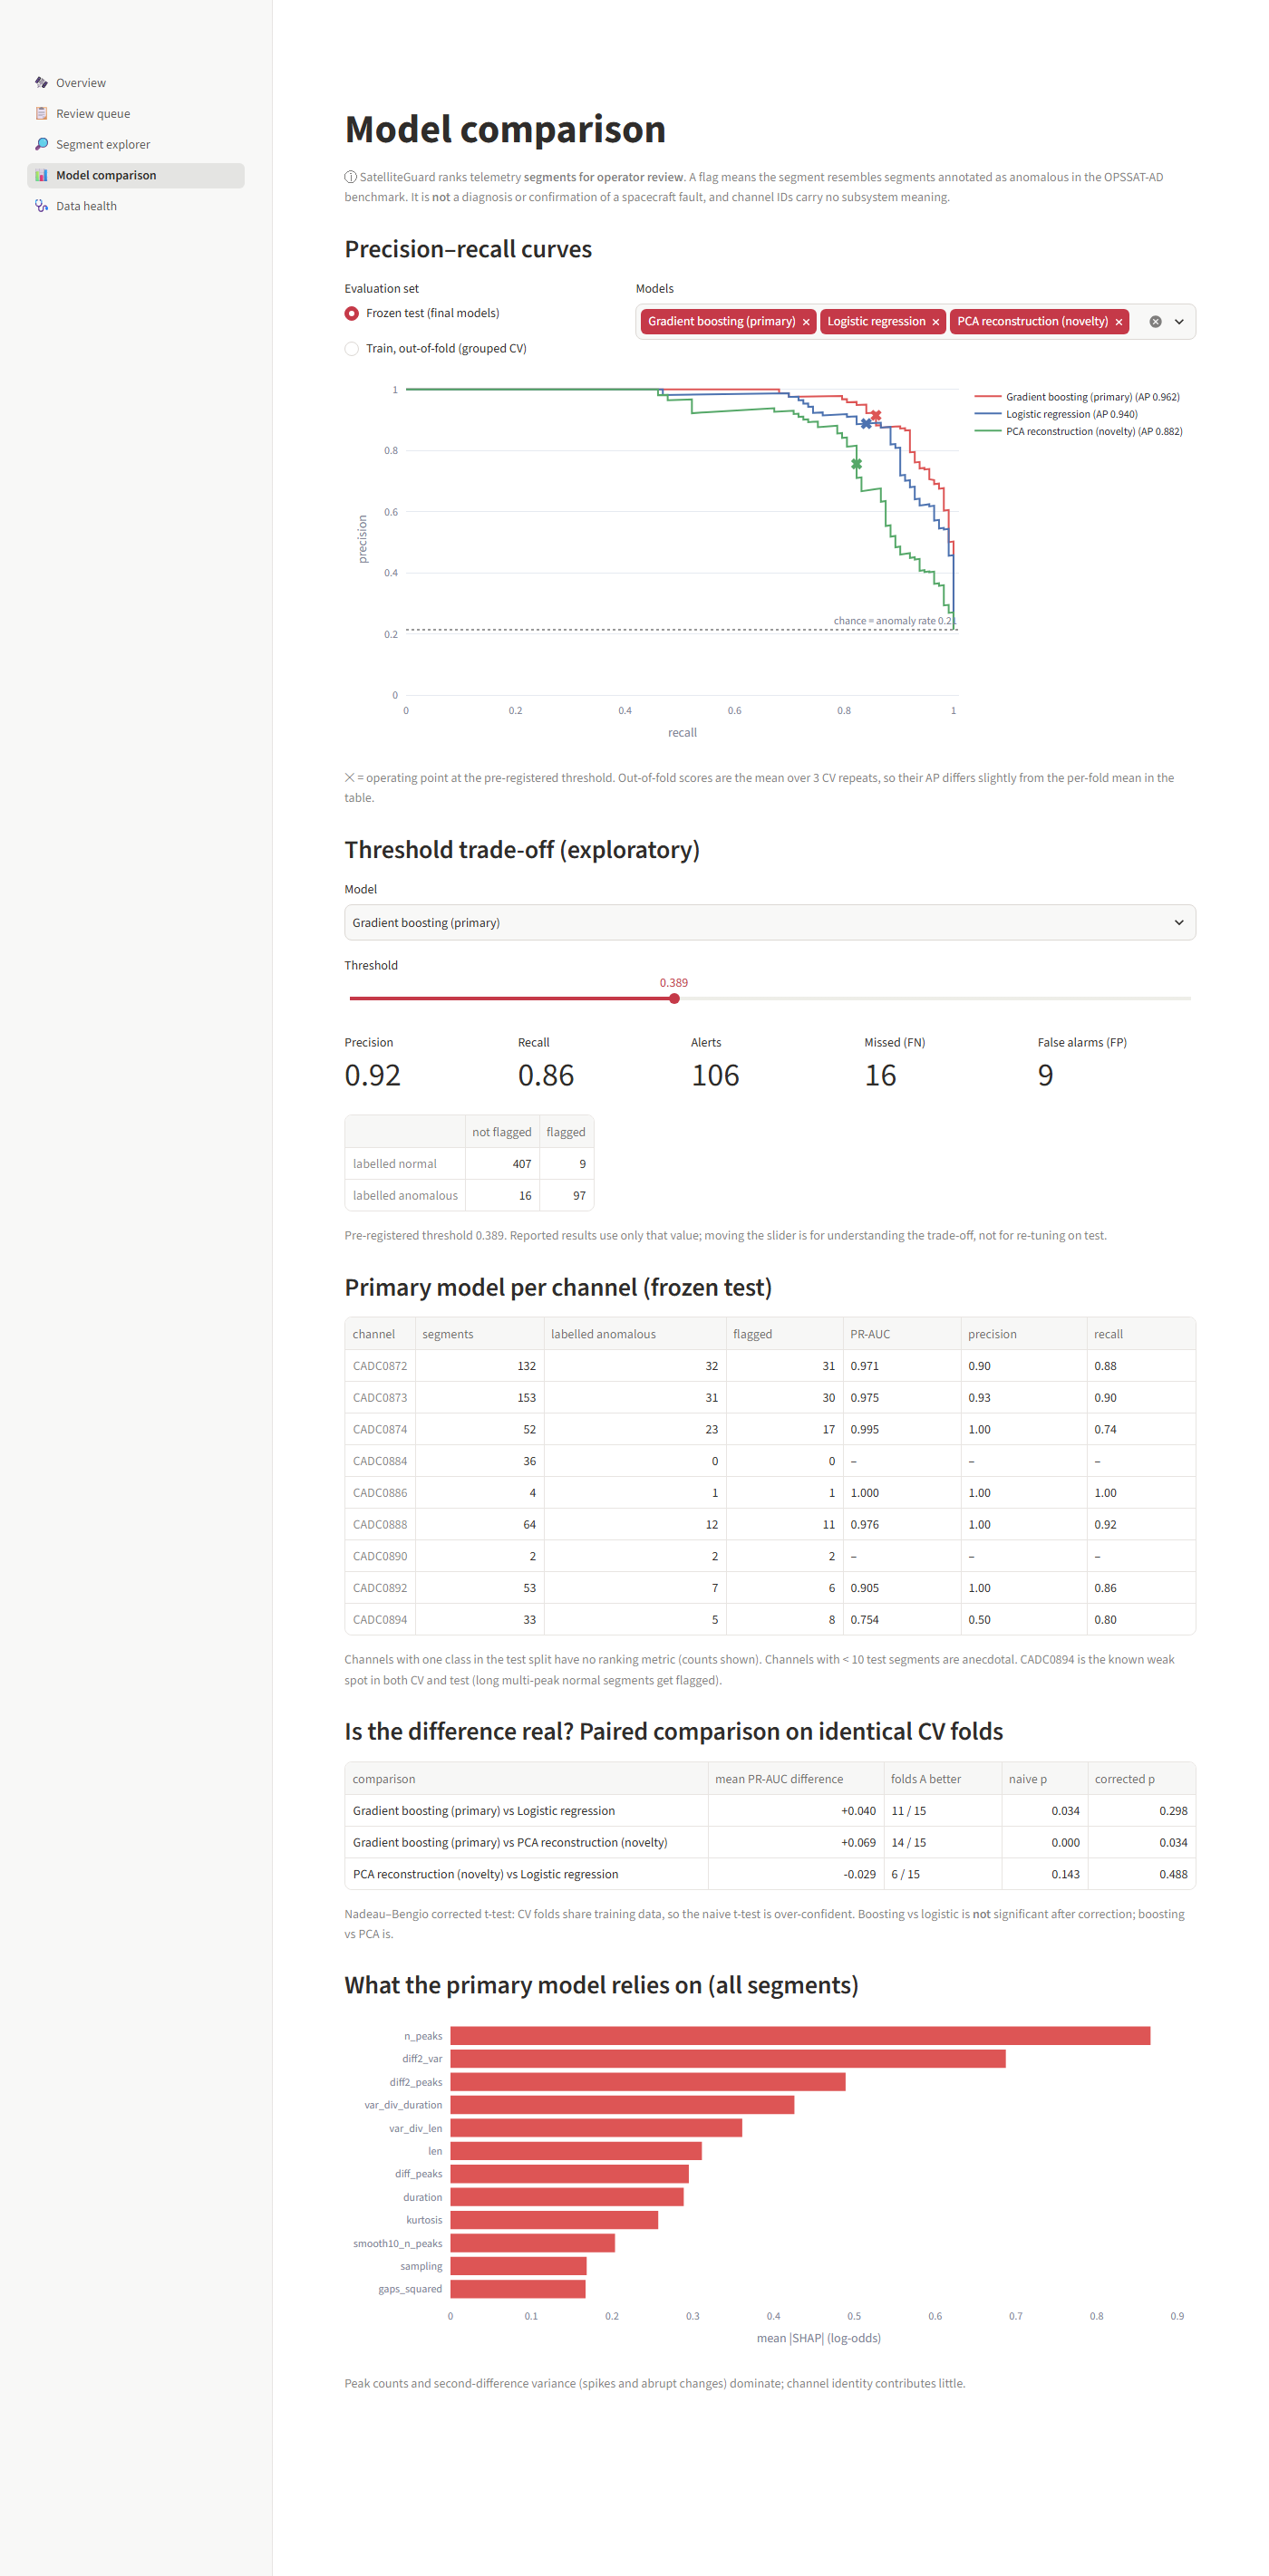 Overview
Review queue
Segment explorer
Model comparison
Data health
Model comparison
ⓘ SatelliteGuard ranks telemetry segments for operator review. A flag means the segment resembles segments annotated as anomalous in the OPSSAT-AD
benchmark. It is not a diagnosis or confirmation of a spacecraft fault, and channel IDs carry no subsystem meaning.
Precision–recall curves
Evaluation set
Frozen test (final models)
Train, out-of-fold (grouped CV)
Models
Gradient boosting (primary) × Logistic regression × PCA reconstruction (novelty) ×
Gradient boosting (primary) (AP 0.962)
Logistic regression (AP 0.940)
PCA reconstruction (novelty) (AP 0.882)
1
0.8
0.6
0.4
0.2
0
precision
chance = anomaly rate 0.21
0 0.2 0.4 0.6 0.8 1
recall
✕ = operating point at the pre-registered threshold. Out-of-fold scores are the mean over 3 CV repeats, so their AP differs slightly from the per-fold mean in the
table.
Threshold trade-off (exploratory)
Model
Gradient boosting (primary)
Threshold
0.389
Precision Recall Alerts Missed (FN) False alarms (FP)
0.92 0.86 106 16 9
not flagged flagged
labelled normal 407 9
labelled anomalous 16 97
Pre-registered threshold 0.389. Reported results use only that value; moving the slider is for understanding the trade-off, not for re-tuning on test.
Primary model per channel (frozen test)
channel segments labelled anomalous flagged PR-AUC precision recall
CADC0872 132 32 31 0.971 0.90 0.88
CADC0873 153 31 30 0.975 0.93 0.90
CADC0874 52 23 17 0.995 1.00 0.74
CADC0884 36 0 0 – – –
CADC0886 4 1 1 1.000 1.00 1.00
CADC0888 64 12 11 0.976 1.00 0.92
CADC0890 2 2 2 – – –
CADC0892 53 7 6 0.905 1.00 0.86
CADC0894 33 5 8 0.754 0.50 0.80
Channels with one class in the test split have no ranking metric (counts shown). Channels with < 10 test segments are anecdotal. CADC0894 is the known weak
spot in both CV and test (long multi-peak normal segments get flagged).
Is the difference real? Paired comparison on identical CV folds
comparison mean PR-AUC difference folds A better naive p corrected p
Gradient boosting (primary) vs Logistic regression +0.040 11 / 15 0.034 0.298
Gradient boosting (primary) vs PCA reconstruction (novelty) +0.069 14 / 15 0.000 0.034
PCA reconstruction (novelty) vs Logistic regression -0.029 6 / 15 0.143 0.488
Nadeau–Bengio corrected t-test: CV folds share training data, so the naive t-test is over-confident. Boosting vs logistic is not significant after correction; boosting
vs PCA is.
What the primary model relies on (all segments)
n_peaks
diff2_var
diff2_peaks
var_div_duration
var_div_len
len
diff_peaks
duration
kurtosis
smooth10_n_peaks
sampling
gaps_squared
0 0.1 0.2 0.3 0.4 0.5 0.6 0.7 0.8 0.9
mean |SHAP| (log-odds)
Peak counts and second-difference variance (spikes and abrupt changes) dominate; channel identity contributes little.